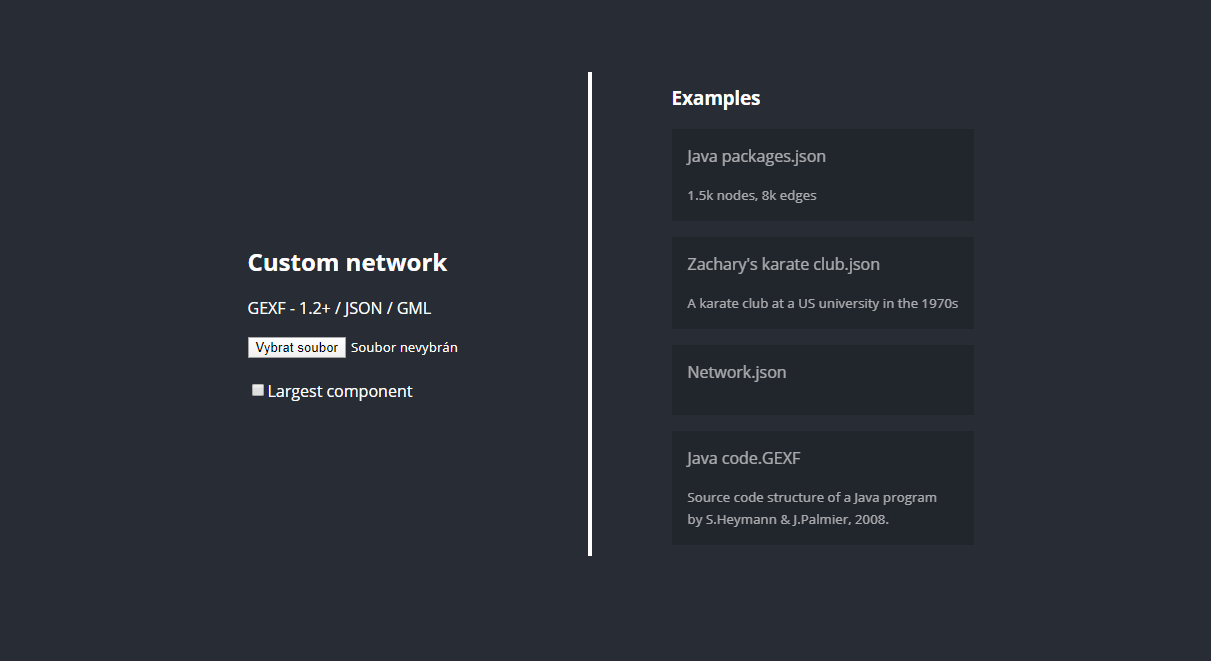 Custom network
GEXF - 1.2+ / JSON / GML
Vybrat soubor Soubor nevybrán
Largest component
Examples
Java packages.json
1.5k nodes, 8k edges
Zachary's karate club.json
A karate club at a US university in the 1970s
Network.json
Java code.GEXF
Source code structure of a Java program
by S.Heymann & J.Palmier, 2008.